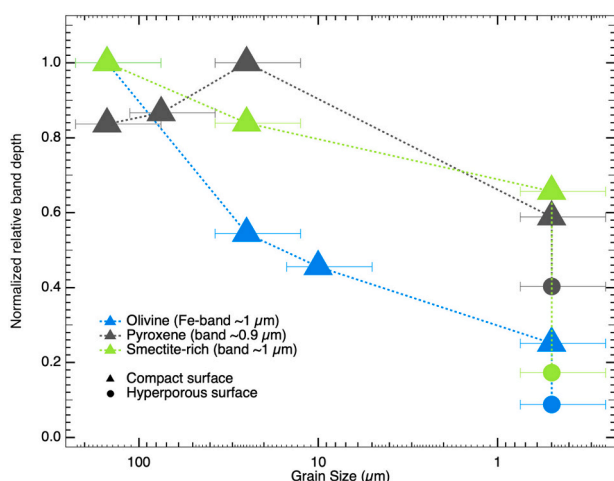 1.0
0.8
0.6
0.4
0.2
0.0
Normalized relative band depth
Olivine (Fe-band ~1 µm)
Pyroxene (band ~0.9 µm)
Smectite-rich (band ~1 µm)
Compact surface
Hyperporous surface
100
10
1
Grain Size (µm)